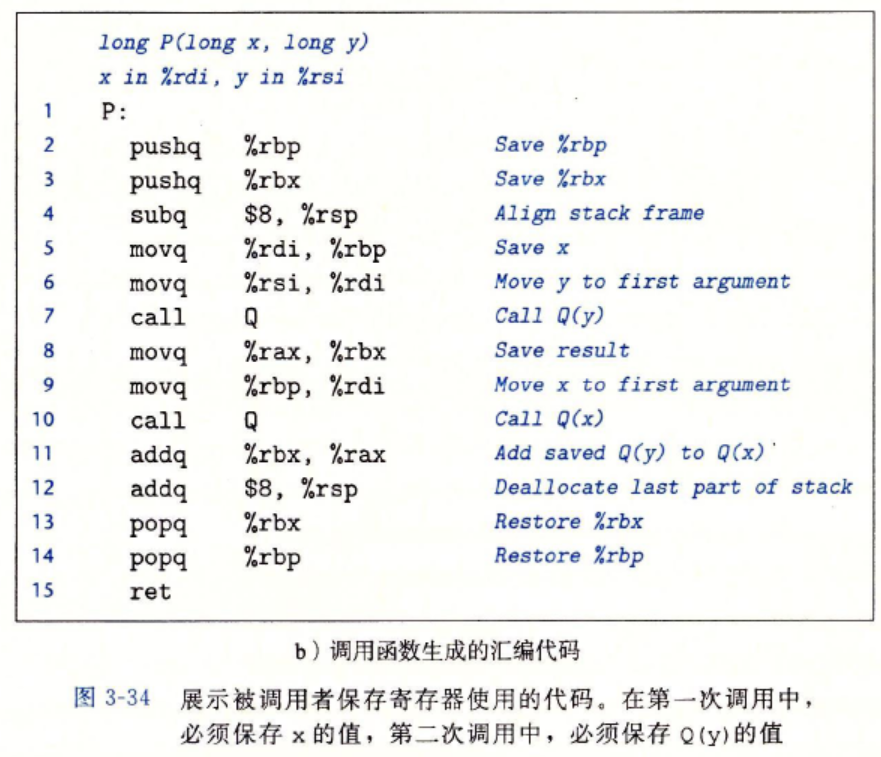 long P(long x, long y)
x in %rdi, y in %rsi
1 P:
2 pushq %rbp Save %rbp
3 pushq %rbx Save %rbx
4 subq $8, %rsp Align stack frame
5 movq %rdi, %rbp Save x
6 movq %rsi, %rdi Move y to first argument
7 call Q Call Q(y)
8 movq %rax, %rbx Save result
9 movq %rbp, %rdi Move x to first argument
10 call Q Call Q(x)
11 addq %rbx, %rax Add saved Q(y) to Q(x)
12 addq $8, %rsp Deallocate last part of stack
13 popq %rbx Restore %rbx
14 popq %rbp Restore %rbp
15 ret
b）调用函数生成的汇编代码
图 3-34 展示被调用者保存寄存器使用的代码。在第一次调用中，
必须保存 x 的值，第二次调用中，必须保存 Q(y)的值